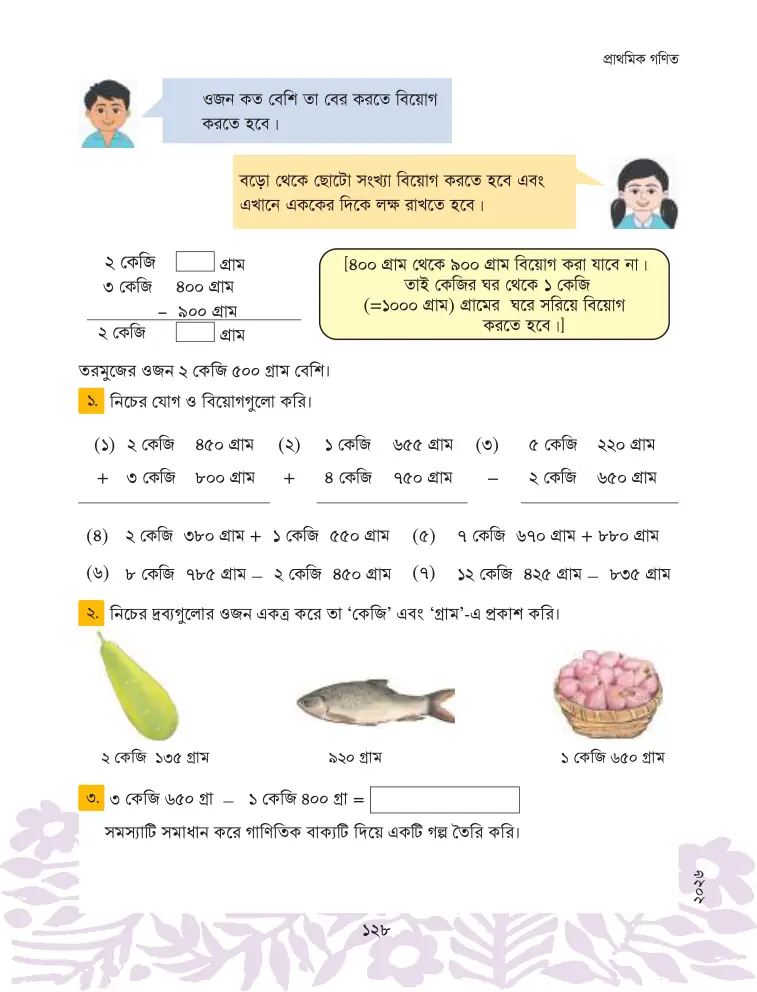 প্রাথমিক গণিত
ওজন কত বেশি তা বের করতে বিয়োগ
করতে হবে।
বড়ো থেকে ছোটো সংখ্যা বিয়োগ করতে হবে এবং
এখানে এককের দিকে লক্ষ রাখতে হবে।
২ কেজি গ্রাম
৩ কেজি ৪০০ গ্রাম
– ৯০০ গ্রাম
২ কেজি গ্রাম
[৪০০ গ্রাম থেকে ৯০০ গ্রাম বিয়োগ করা যাবে না।
তাই কেজির ঘর থেকে ১ কেজি
(=১০০০ গ্রাম) গ্রামের ঘরে সরিয়ে বিয়োগ
করতে হবে।]
তরমুজের ওজন ২ কেজি ৫০০ গ্রাম বেশি।
১. নিচের যোগ ও বিয়োগগুলো করি।
(১) ২ কেজি ৪৫০ গ্রাম (২) ১ কেজি ৬৫৫ গ্রাম (৩) ৫ কেজি ২২০ গ্রাম
+ ৩ কেজি ৮০০ গ্রাম + ৪ কেজি ৭৫০ গ্রাম – ২ কেজি ৬৫০ গ্রাম
(৪) ২ কেজি ৩৮০ গ্রাম + ১ কেজি ৫৫০ গ্রাম (৫) ৭ কেজি ৬৭০ গ্রাম + ৮৮০ গ্রাম
(৬) ৮ কেজি ৭৮৫ গ্রাম – ২ কেজি ৪৫০ গ্রাম (৭) ১২ কেজি ৪২৫ গ্রাম – ৮৩৫ গ্রাম
২. নিচের দ্রব্যগুলোর ওজন একত্র করে তা ‘কেজি’ এবং ‘গ্রাম’-এ প্রকাশ করি।
২ কেজি ১৩৫ গ্রাম ৯২০ গ্রাম ১ কেজি ৬৫০ গ্রাম
৩. ৩ কেজি ৬৫০ গ্রা – ১ কেজি ৪০০ গ্রা =
সমস্যাটি সমাধান করে গাণিতিক বাক্যটি দিয়ে একটি গল্প তৈরি করি।
২০২৬
১২৮